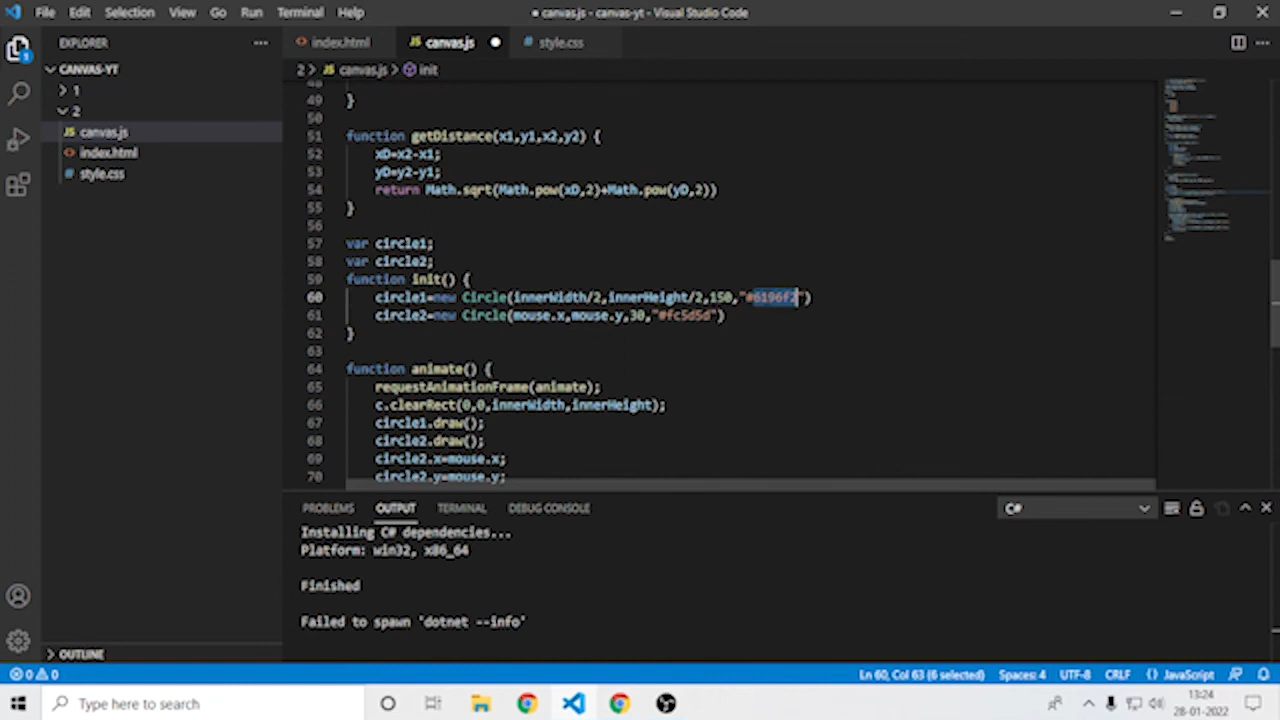 File Edit Selection View Go Run Terminal Help
● canvas.js - canvas-yt - Visual Studio Code
EXPLORER
index.html
JS canvas.js
style.css
CANVAS-YT
2 > JS canvas.js > init
1
2
JS canvas.js
index.html
style.css
49 }
50
51 function getDistance(x1,y1,x2,y2) {
52 xD=x2-x1;
53 yD=y2-y1;
54 return Math.sqrt(Math.pow(xD,2)+Math.pow(yD,2))
55 }
56
57 var circle1;
58 var circle2;
59 function init() {
60 circle1=new Circle(innerWidth/2,innerHeight/2,150,"#6196f2")
61 circle2=new Circle(mouse.x,mouse.y,30,"#fc5d5d")
62 }
63
64 function animate() {
65 requestAnimationFrame(animate);
66 c.clearRect(0,0,innerWidth,innerHeight);
67 circle1.draw();
68 circle2.draw();
69 circle2.x=mouse.x;
70 circle2.y=mouse.y;
PROBLEMS OUTPUT TERMINAL DEBUG CONSOLE
C#
Installing C# dependencies...
Platform: win32, x86_64
Finished
Failed to spawn 'dotnet --info'
OUTLINE
0 0
Ln 60, Col 63 (6 selected) Spaces: 4 UTF-8 CRLF {} JavaScript
Type here to search
13:24
28-01-2022